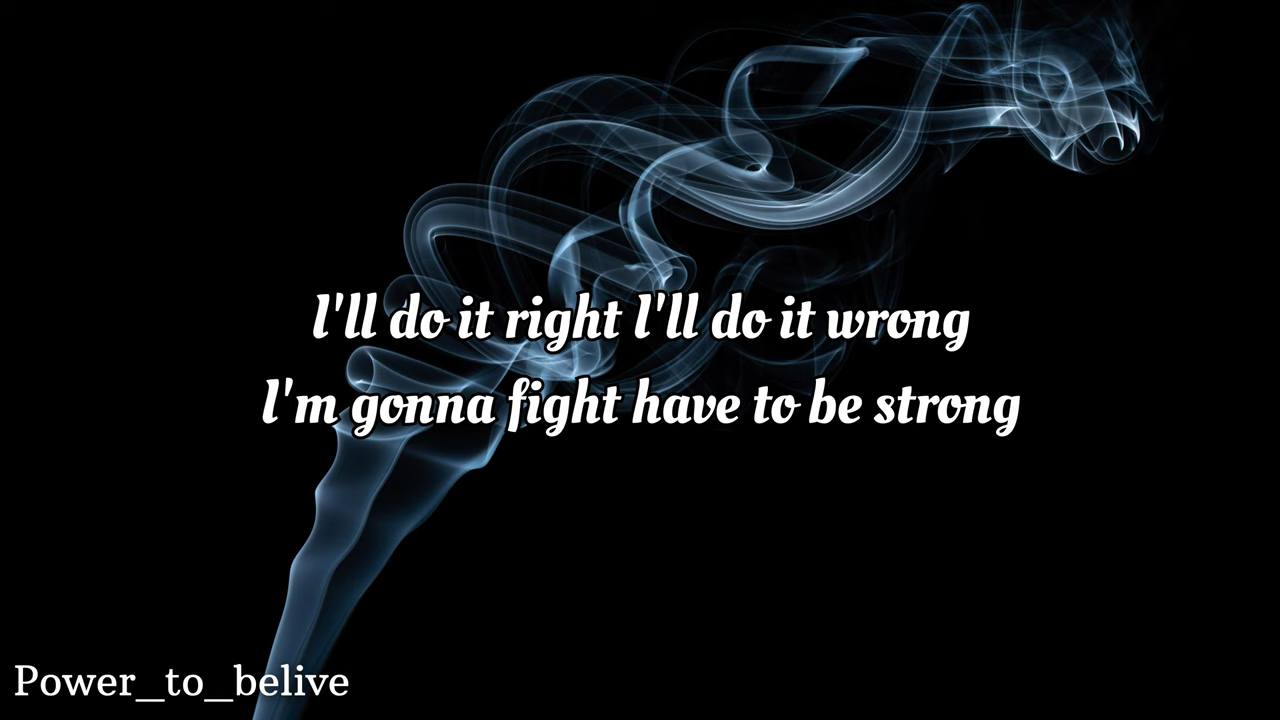 I'll do it right I'll do it wrong
I'm gonna fight have to be strong
Power_to_belive